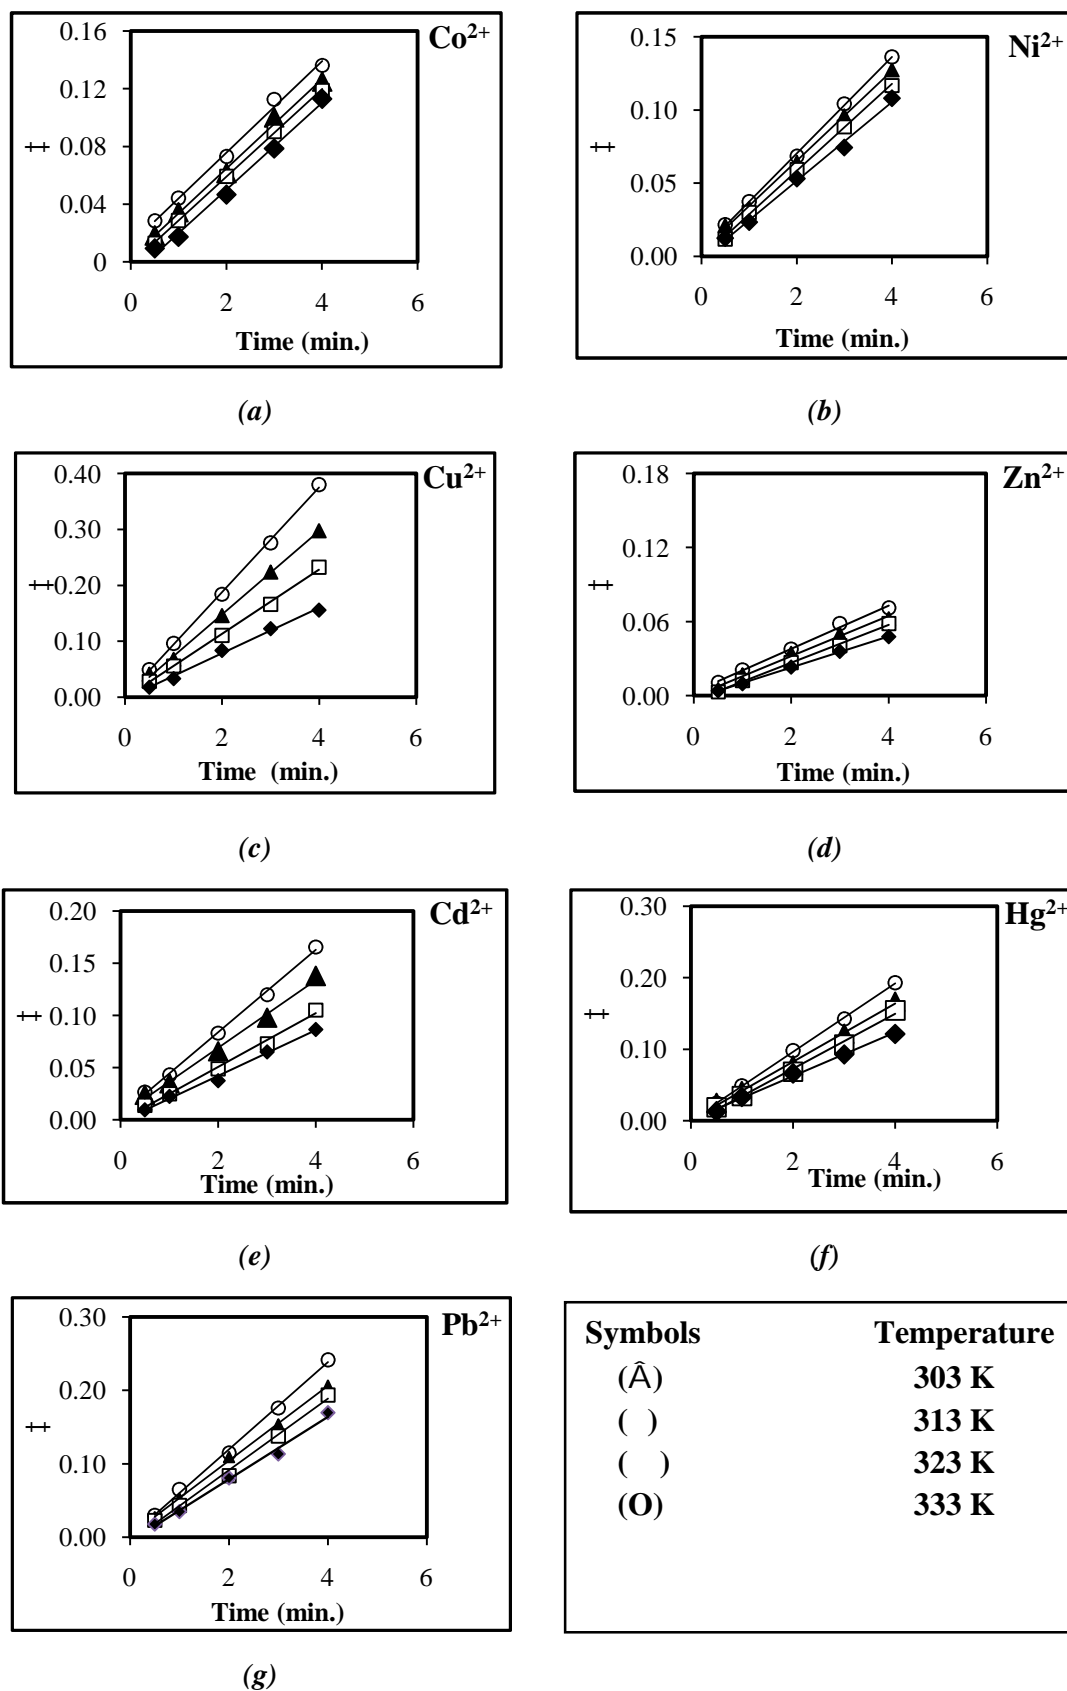 Co2+
0.16
0.12
0.08
0.04
0
‡
0 2 4 6
Time (min.)
(a)
Ni2+
0.15
0.10
0.05
0.00
‡
0 2 4 6
Time (min.)
(b)
Cu2+
0.40
0.30
0.20
0.10
0.00
‡
0 2 4 6
Time (min.)
(c)
Zn2+
0.18
0.12
0.06
0.00
‡
0 2 4 6
Time (min.)
(d)
Cd2+
0.20
0.15
0.10
0.05
0.00
‡
0 2 4 6
Time (min.)
(e)
Hg2+
0.30
0.20
0.10
0.00
‡
0 2 4 6
Time (min.)
(f)
Pb2+
0.30
0.20
0.10
0.00
‡
0 2 4 6
Time (min.)
(g)
Symbols Temperature
(Â) 303 K
( ) 313 K
( ) 323 K
(O) 333 K